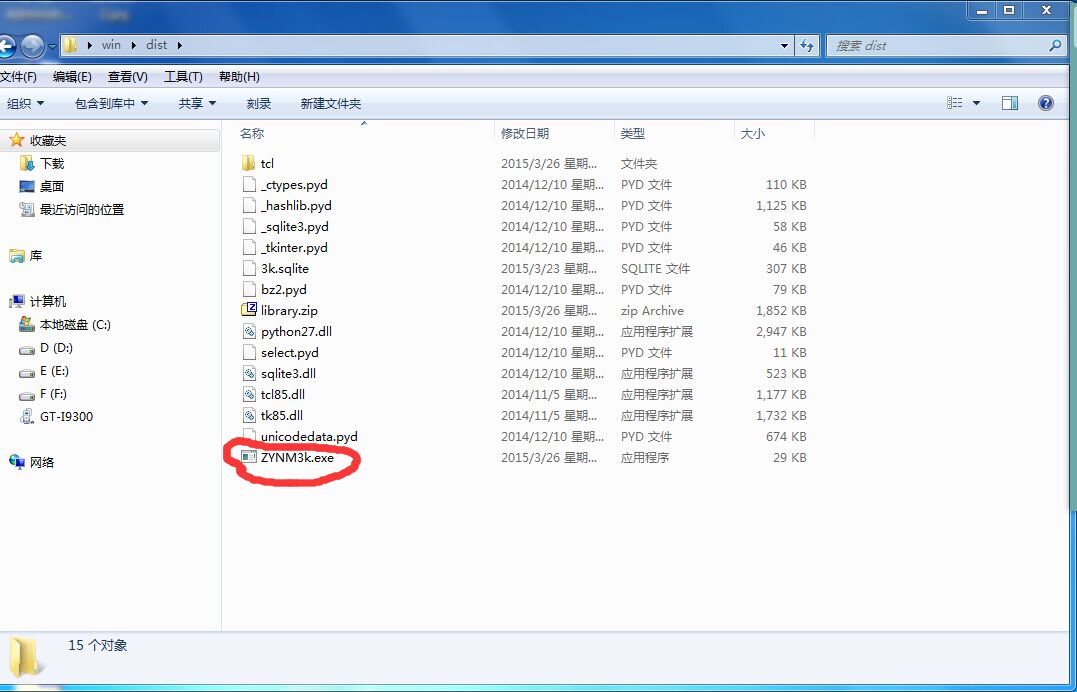 win dist
搜索 dist
文件(F) 编辑(E) 查看(V) 工具(T) 帮助(H)
组织 包含到库中 共享 刻录 新建文件夹
收藏夹
下载
桌面
最近访问的位置
库
计算机
本地磁盘 (C:)
D (D:)
E (E:)
F (F:)
GT-I9300
网络
名称 修改日期 类型 大小
tcl 2015/3/26 星期... 文件夹
_ctypes.pyd 2014/12/10 星期... PYD 文件 110 KB
_hashlib.pyd 2014/12/10 星期... PYD 文件 1,125 KB
_sqlite3.pyd 2014/12/10 星期... PYD 文件 58 KB
_tkinter.pyd 2014/12/10 星期... PYD 文件 46 KB
3k.sqlite 2015/3/23 星期... SQLITE 文件 307 KB
bz2.pyd 2014/12/10 星期... PYD 文件 79 KB
library.zip 2015/3/26 星期... zip Archive 1,852 KB
python27.dll 2014/12/10 星期... 应用程序扩展 2,947 KB
select.pyd 2014/12/10 星期... PYD 文件 11 KB
sqlite3.dll 2014/12/10 星期... 应用程序扩展 523 KB
tcl85.dll 2014/11/5 星期... 应用程序扩展 1,177 KB
tk85.dll 2014/11/5 星期... 应用程序扩展 1,732 KB
unicodedata.pyd 2014/12/10 星期... PYD 文件 674 KB
ZYNM3k.exe 2015/3/26 星期... 应用程序 29 KB
15 个对象